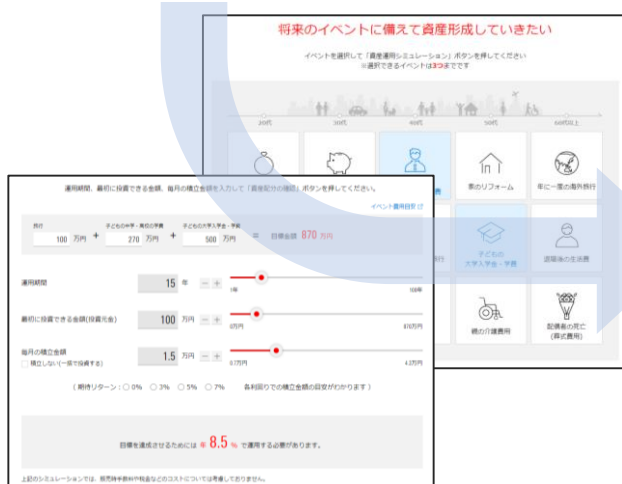 将来のイベントに備えて資産形成していきたい
イベントを選択して「資産運用シミュレーション」ボタンを押してください
※選択できるイベントは3つまでです
20代 30代 40代 50代 60代以上
家のリフォーム
年に一度の海外旅行
子どもの
大学入学金・学費
退職後の生活費
親の介護費用
配偶者の死亡
(葬式費用)
運用期間、最初に投資できる金額、毎月の積立金額を入力して「資産配分の確認」ボタンを押してください。
イベント費用目安
旅行 子どもの中学・高校の学費 子どもの大学入学金・学費
100 万円 + 270 万円 + 500 万円 = 目標金額 870 万円
運用期間 15 年 − +
1年
最初に投資できる金額(投資元金) 100 万円 − +
0万円 870万円
毎月の積立金額 1.5 万円 − +
積立しない(一括で投資する)
4.3万円
( 期待リターン : 0% 3% 5% 7% 各利回りでの積立金額の目安がわかります )
目標を達成させるためには 年 8.5 % で運用する必要があります。
上記のシミュレーションでは、販売時手数料や税金などのコストについては考慮しておりません。